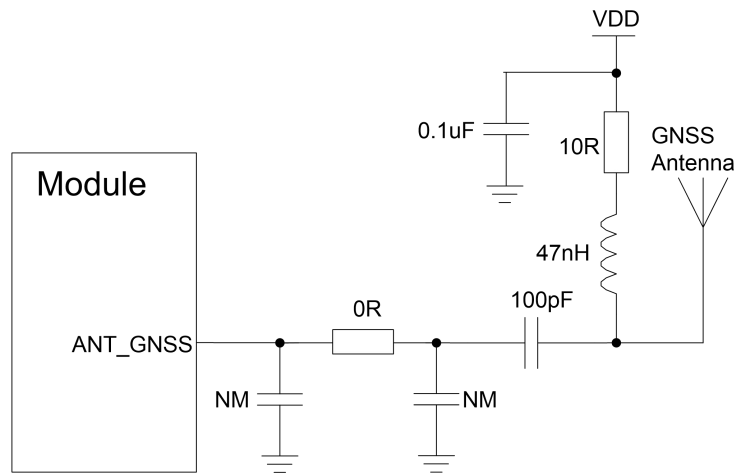 VDD
0.1uF
10R
GNSS
Antenna
Module
47nH
100pF
0R
ANT_GNSS
NM
NM